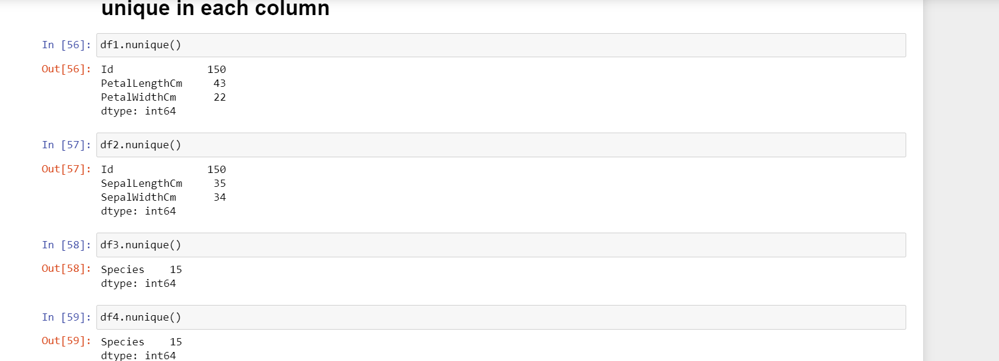 unique in each column
In [56]: df1.nunique()
Out[56]: Id 150
PetalLengthCm 43
PetalWidthCm 22
dtype: int64
In [57]: df2.nunique()
Out[57]: Id 150
SepalLengthCm 35
SepalWidthCm 34
dtype: int64
In [58]: df3.nunique()
Out[58]: Species 15
dtype: int64
In [59]: df4.nunique()
Out[59]: Species 15
dtype: int64